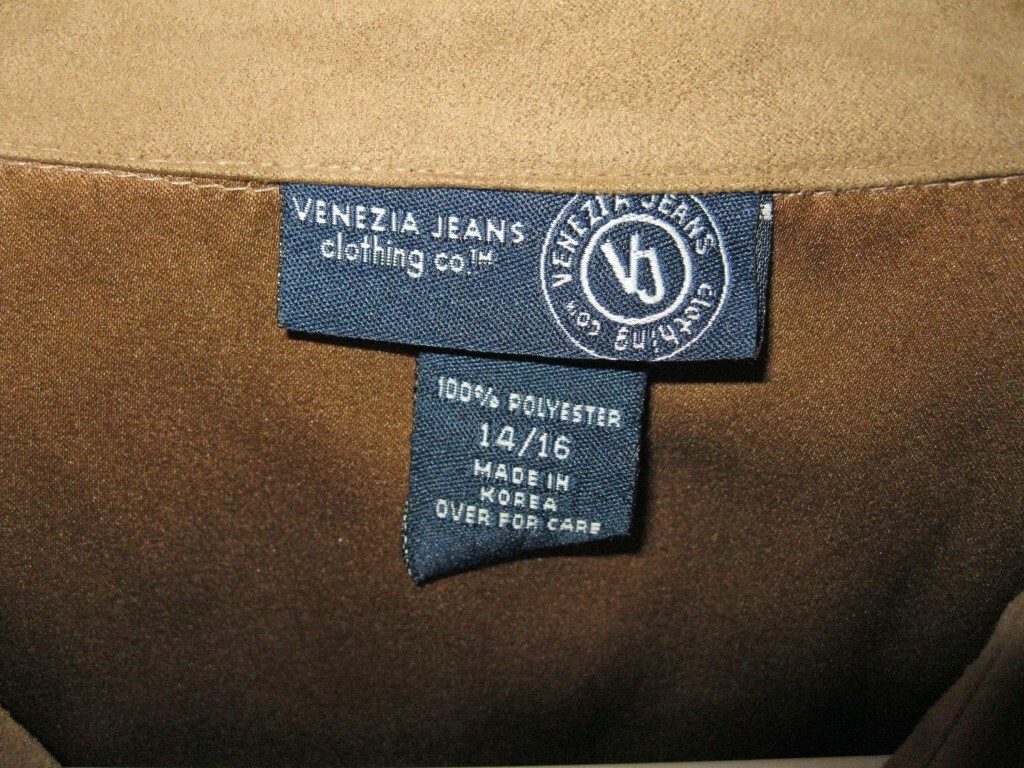 VENEZIA JEANS
clothing co.™
VENEZIA JEANS clothing co™
VJ
100% POLYESTER
14/16
MADE IN
KOREA
OVER FOR CARE